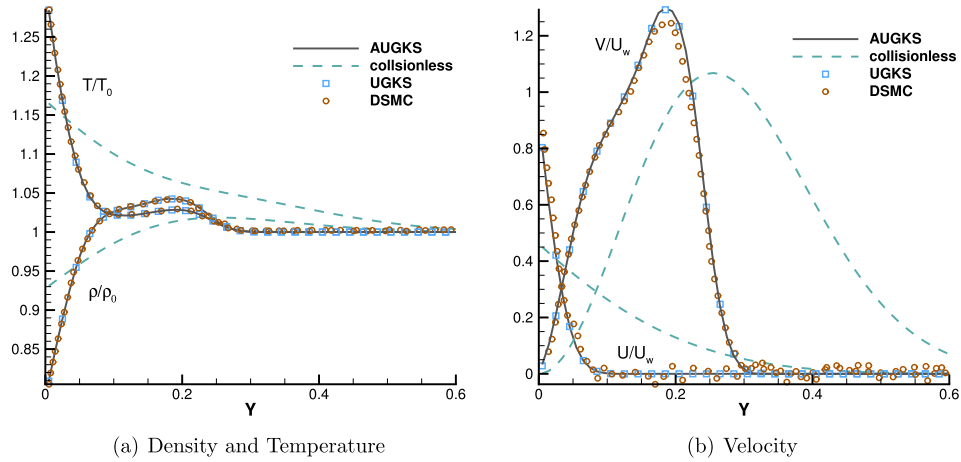 AUGKS
collsionless
UGKS
DSMC
T/T0
ρ/ρ0
1.25
1.2
1.15
1.1
1.05
1
0.95
0.9
0.85
0
0.2
0.4
0.6
Y
(a) Density and Temperature
AUGKS
collisionless
UGKS
DSMC
V/Uw
U/Uw
1.2
1
0.8
0.6
0.4
0.2
0
0
0.2
0.4
0.6
Y
(b) Velocity